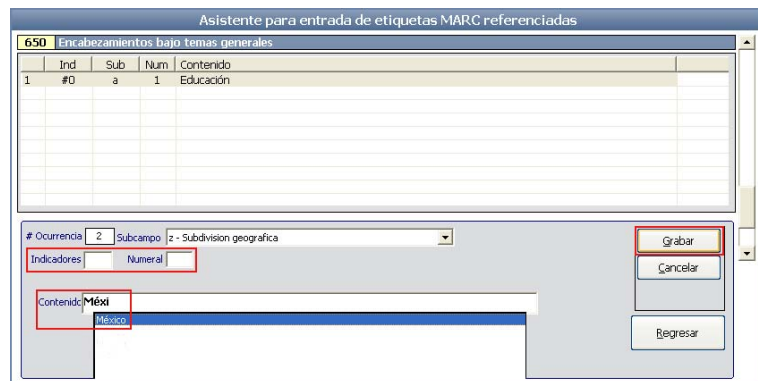 Asistente para entrada de etiquetas MARC referenciadas
650 Encabezamientos bajo temas generales
Ind Sub Num Contenido
1 #0 a 1 Educación
# Ocurrencia 2 Subcampo z - Subdivision geografica
Grabar
Indicadores Numeral
Cancelar
Contenido Méxi
México
Regresar